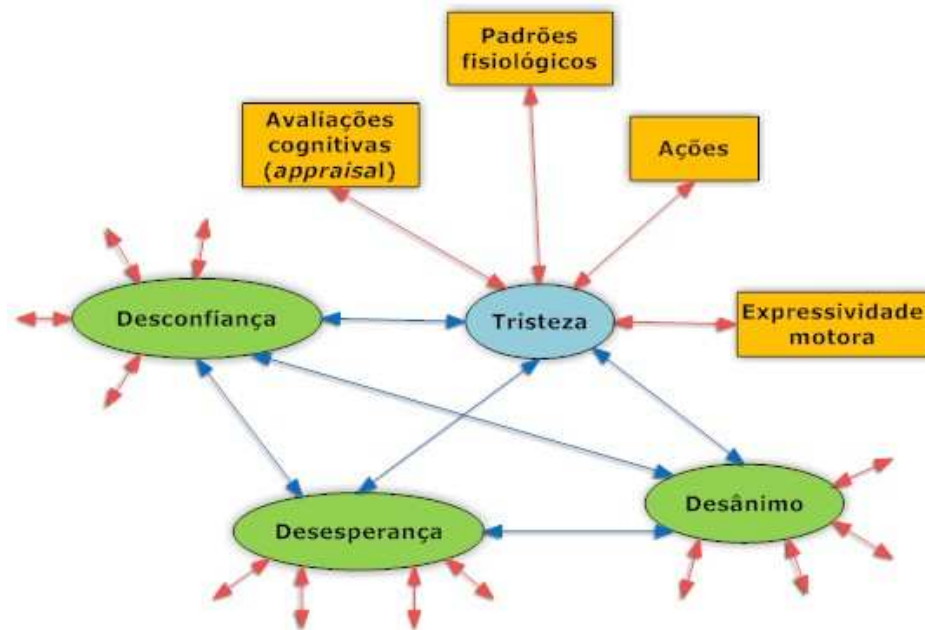 Padrões
fisiológicos
Avaliações
cognitivas
(appraisal)
Ações
Desconfiança
Tristeza
Expressividade
motora
Desânimo
Desesperança